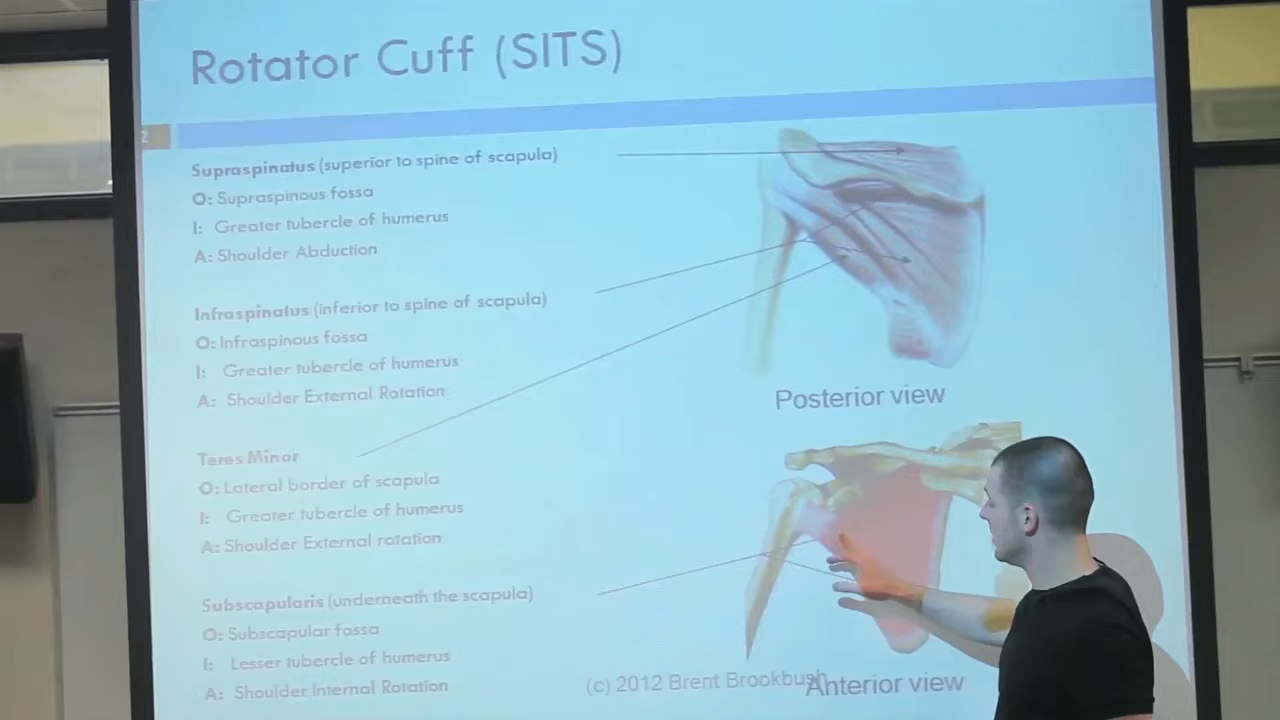 Rotator Cuff (SITS)
2
Supraspinatus (superior to spine of scapula)
O: Supraspinous fossa
I: Greater tubercle of humerus
A: Shoulder Abduction
Infraspinatus (inferior to spine of scapula)
O: Infraspinous fossa
I: Greater tubercle of humerus
A: Shoulder External Rotation
Posterior view
Teres Minor
O: Lateral border of scapula
I: Greater tubercle of humerus
A: Shoulder External rotation
Subscapularis (underneath the scapula)
O: Subscapular fossa
I: Lesser tubercle of humerus
A: Shoulder Internal Rotation
(c) 2012 Brent Brookbush
Anterior view